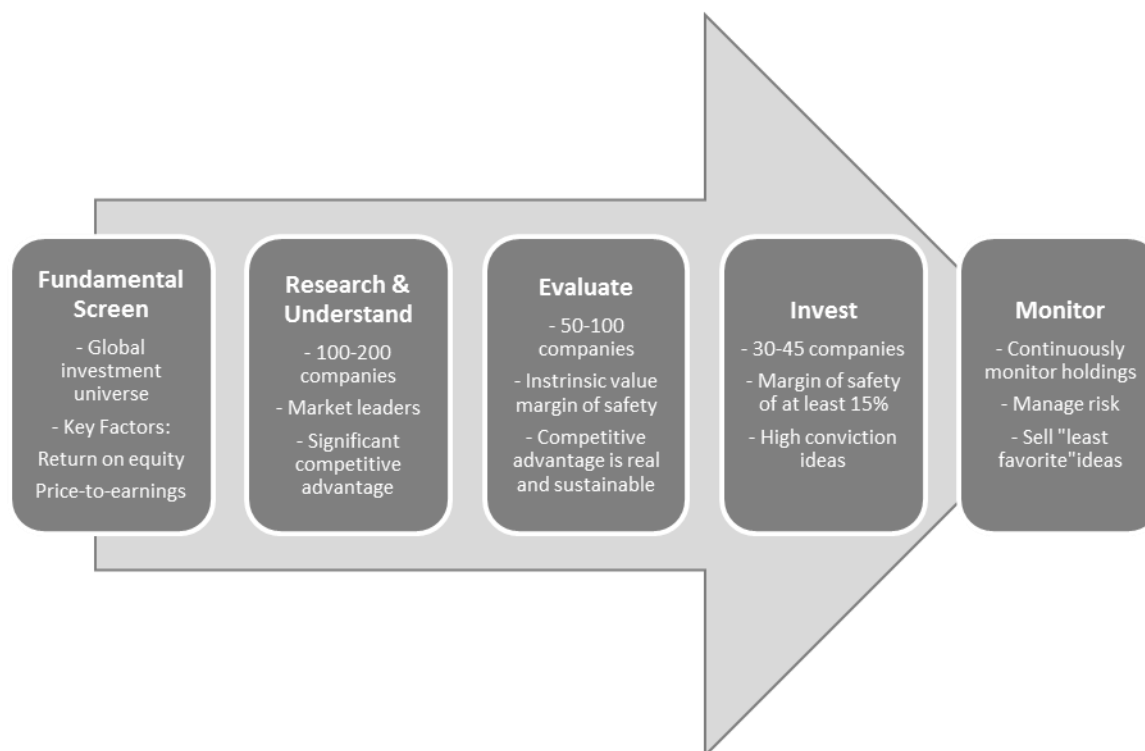 Fundamental
Screen
- Global
investment
universe
- Key Factors:
Return on equity
Price-to-earnings
Research &
Understand
- 100-200
companies
- Market leaders
- Significant
competitive
advantage
Evaluate
- 50-100
companies
- Instrinsic value
margin of safety
- Competitive
advantage is real
and sustainable
Invest
- 30-45 companies
- Margin of safety
of at least 15%
- High conviction
ideas
Monitor
- Continuously
monitor holdings
- Manage risk
- Sell "least
favorite"ideas